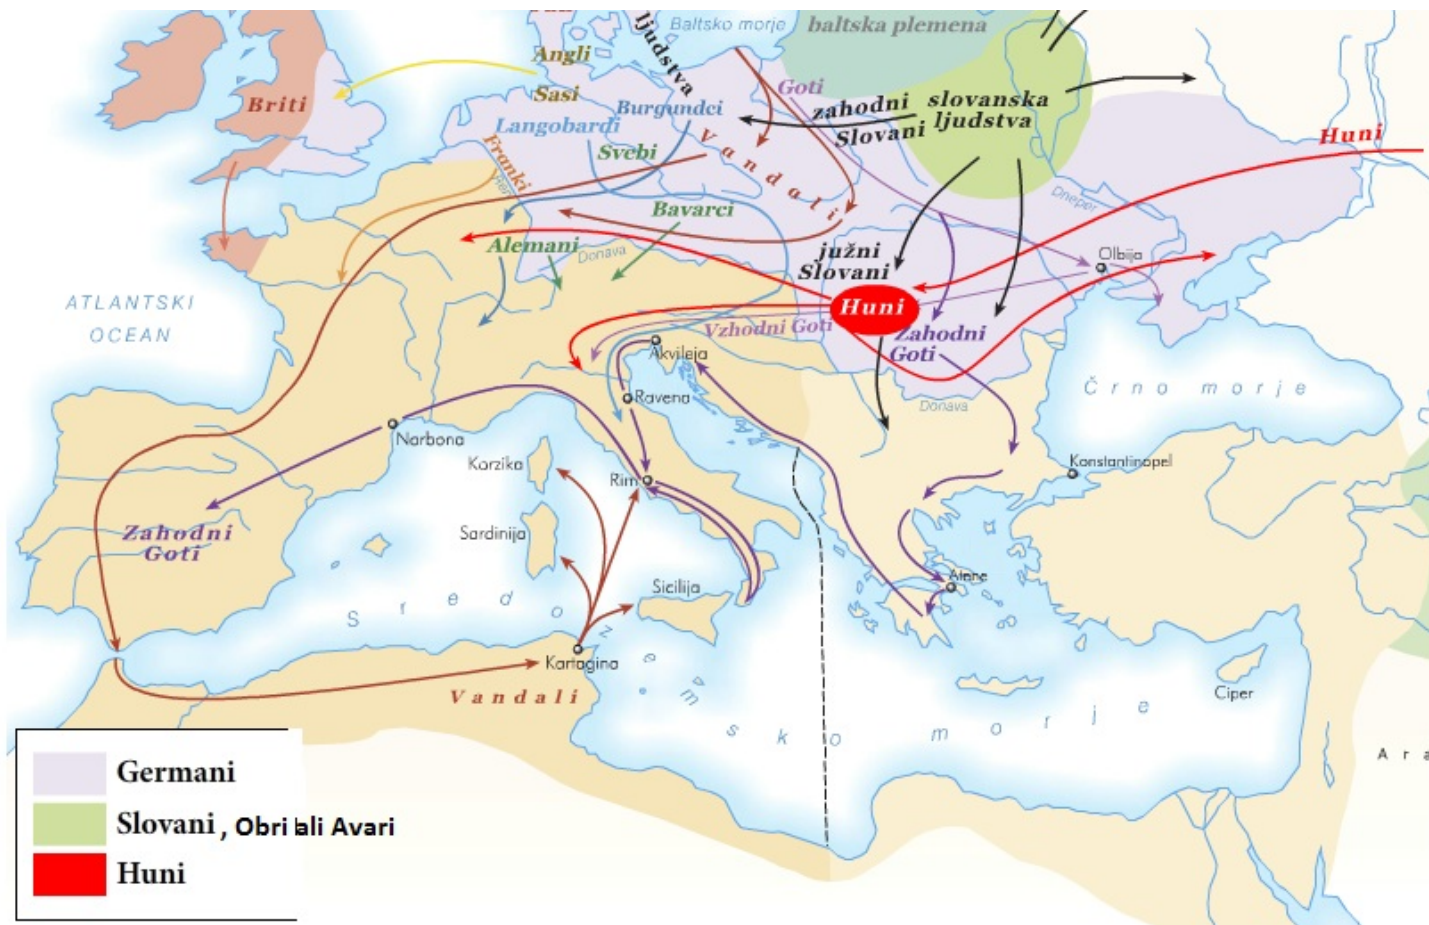 Baltsko morje
baltska plemena
ljudstva
Angli
Sasi
Burgundci
Goti
Langobardi
zahodni
Slovani
slovanska
ljudstva
Briti
Huni
Svebi
Vandali
Franki
Ren
Dneper
Bavarci
Alemani
Donava
južni
Slovani
Olbija
ATLANTSKI
OCEAN
Huni
Vzhodni Goti
Zahodni
Goti
Akvileja
Črno morje
Ravena
Donava
Narbona
Korzika
Rim
Konstantinopel
Zahodni
Goti
Sardinija
Sicilija
Atene
Sredozemsko morje
Kartagina
Vandali
Ciper
Ara
Germani
Slovani, Obri ali Avari
Huni